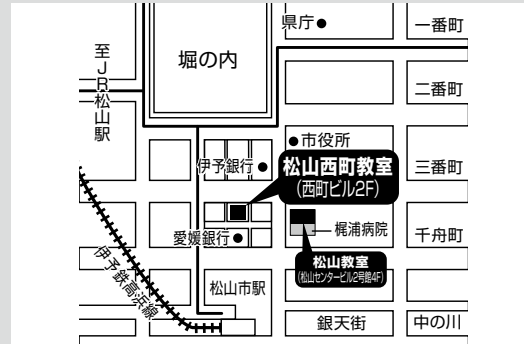 県庁
一番町
堀の内
至JR松山駅
二番町
市役所
伊予銀行
松山西町教室
(西町ビル2F)
三番町
愛媛銀行
梶浦病院
千舟町
伊予鉄高浜線
松山教室
(松山センタービル2号館4F)
松山市駅
銀天街
中の川